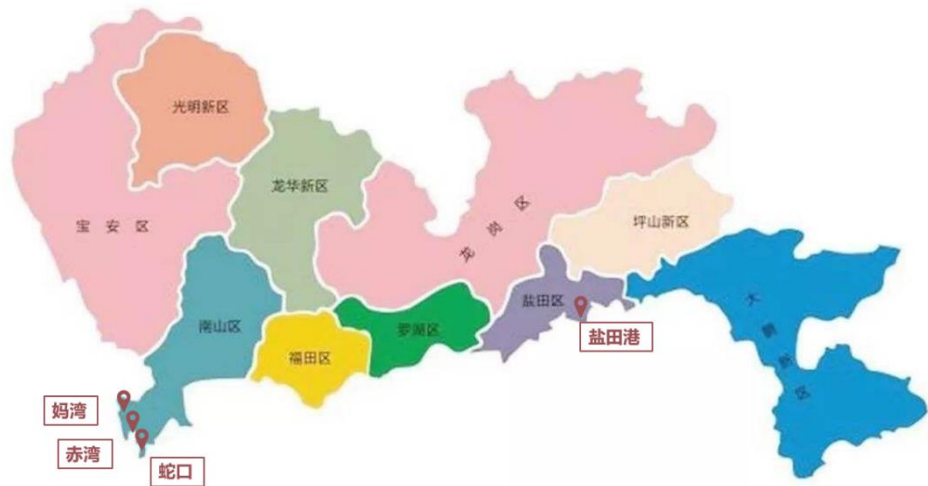 光明新区
龙华新区
宝安区
龙岗区
坪山新区
南山区
福田区
罗湖区
盐田区
盐田港
大鹏新区
妈湾
赤湾
蛇口